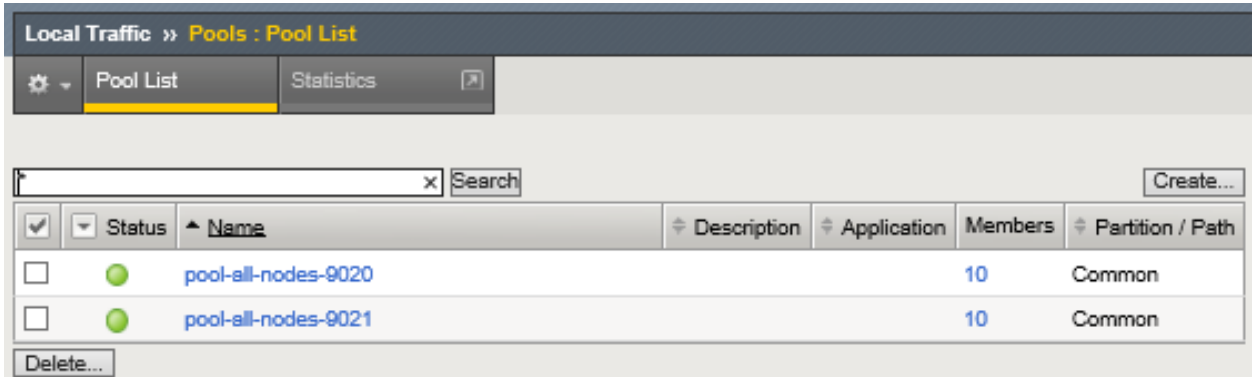 Local Traffic » Pools : Pool List
Pool List Statistics
* × Search Create...
Status Name Description Application Members Partition / Path
pool-all-nodes-9020 10 Common
pool-all-nodes-9021 10 Common
Delete...